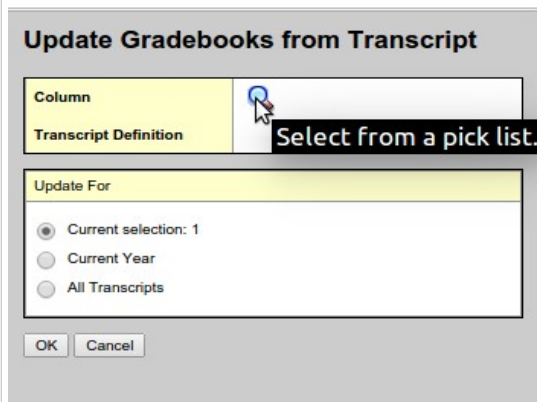 Update Gradebooks from Transcript
Column
Select from a pick list.
Transcript Definition
Update For
Current selection: 1
Current Year
All Transcripts
OK Cancel